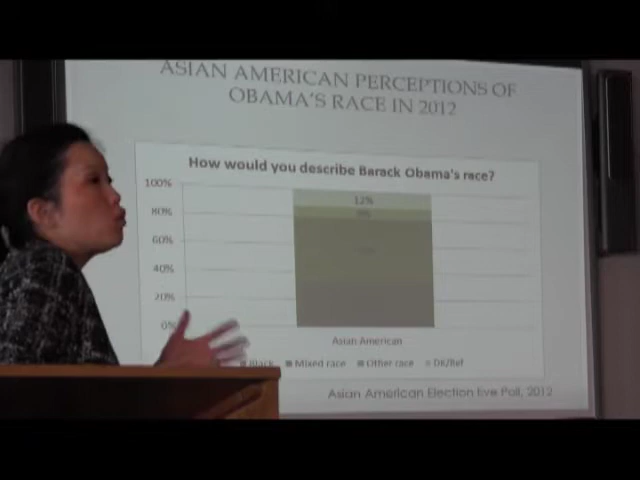 ASIAN AMERICAN PERCEPTIONS OF
OBAMA'S RACE IN 2012
How would you describe Barack Obama's race?
100%
12%
80%
60%
40%
20%
0%
Asian American
Black Mixed race Other race DK/Ref
Asian American Election Eve Poll, 2012